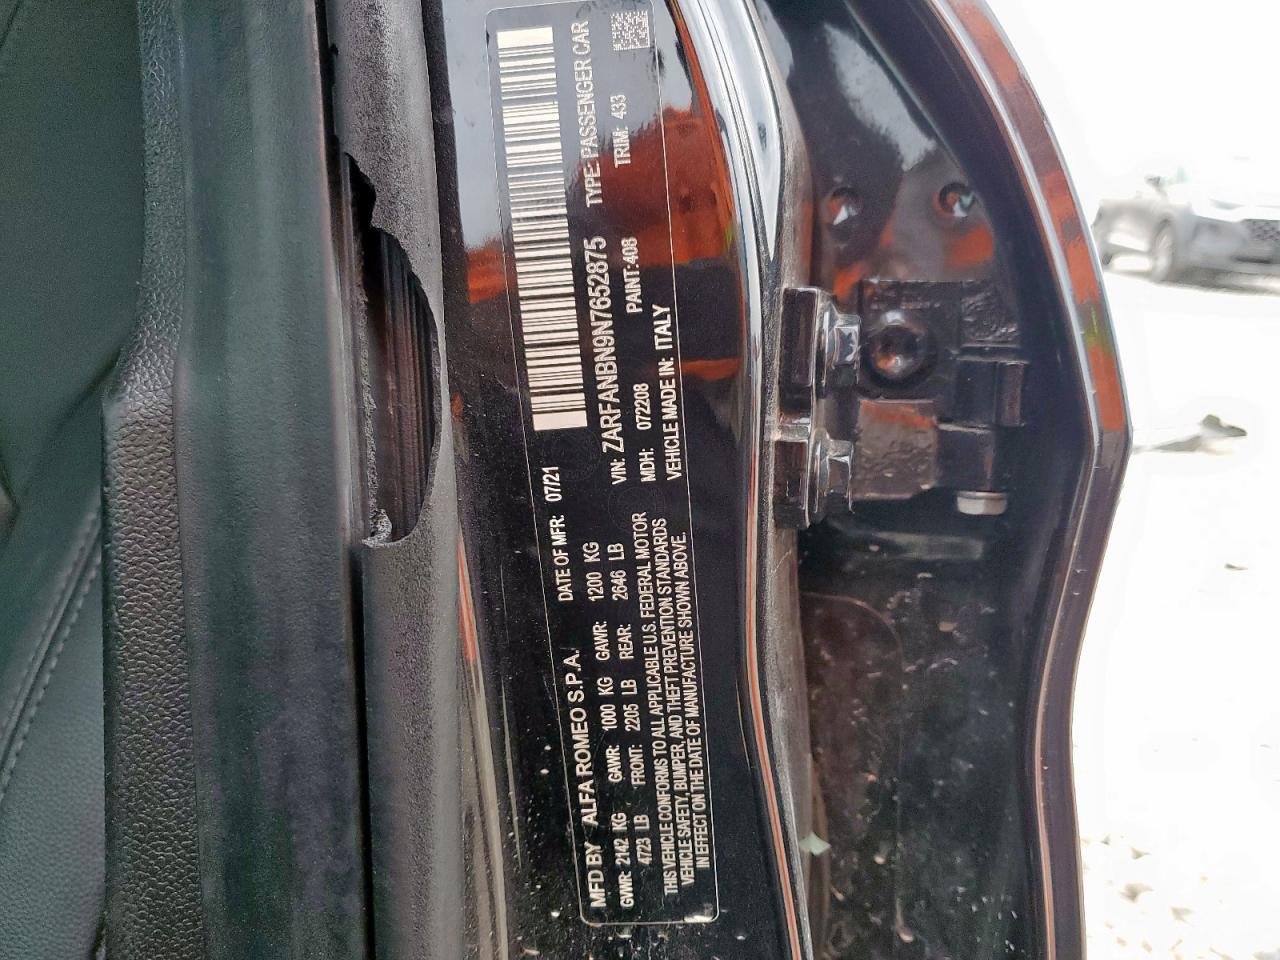 MFD BY ALFA ROMEO S.P.A. DATE OF MFR: 07/21
GVWR: 2142 KG GAWR: 1000 KG GAWR: 1200 KG
4723 LB FRONT: 2205 LB REAR: 2646 LB
THIS VEHICLE CONFORMS TO ALL APPLICABLE U.S. FEDERAL MOTOR
VEHICLE SAFETY, BUMPER, AND THEFT PREVENTION STANDARDS
IN EFFECT ON THE DATE OF MANUFACTURE SHOWN ABOVE.
VIN: ZARFANBN9N7652875 TYPE: PASSENGER CAR
MDH: 072208 PAINT:408 TRIM: 433
VEHICLE MADE IN: ITALY